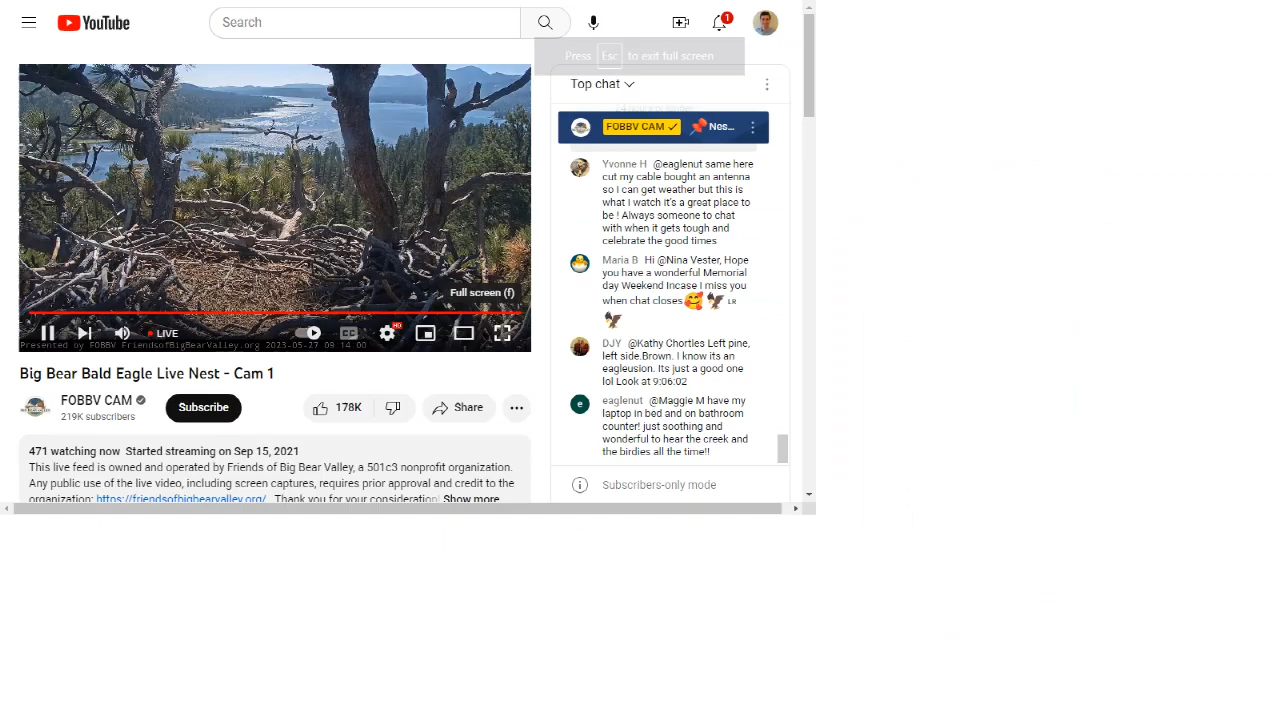 YouTube
Search
1
Press Esc to exit full screen
Top chat
FOBBV CAM
Nes...
Yvonne H @eaglenut same here
cut my cable bought an antenna
so I can get weather but this is
what I watch it's a great place to
be ! Always someone to chat
with when it gets tough and
celebrate the good times
Maria B Hi @Nina Vester, Hope
you have a wonderful Memorial
day Weekend Incase I miss you
when chat closes LR
DJY @Kathy Chortles Left pine,
left side.Brown. I know its an
eagleusion. Its just a good one
lol Look at 9:06:02
e
eaglenut @Maggie M have my
laptop in bed and on bathroom
counter! just soothing and
wonderful to hear the creek and
the birdies all the time!!
Subscribers-only mode
Full screen (f)
LIVE
CC
HD
Presented by FOBBV FriendsofBigBearValley.org 2023-05-27 09:14:00
Big Bear Bald Eagle Live Nest - Cam 1
FOBBV CAM
219K subscribers
Subscribe
178K
Share
471 watching now Started streaming on Sep 15, 2021
This live feed is owned and operated by Friends of Big Bear Valley, a 501c3 nonprofit organization.
Any public use of the live video, including screen captures, requires prior approval and credit to the
organization: https://friendsofbigbearvalley.org/ . Thank you for your consideration! Show more